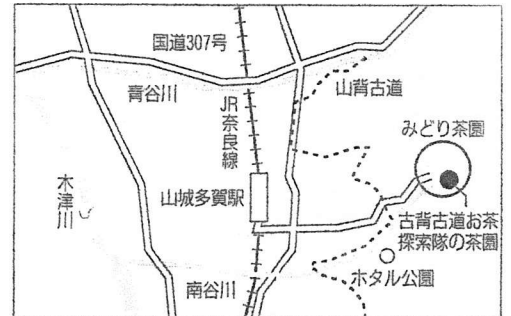 国道307号
青谷川
山背古道
JR奈良線
みどり茶園
木津川
山城多賀駅
古背古道お茶
探索隊の茶園
ホタル公園
南谷川